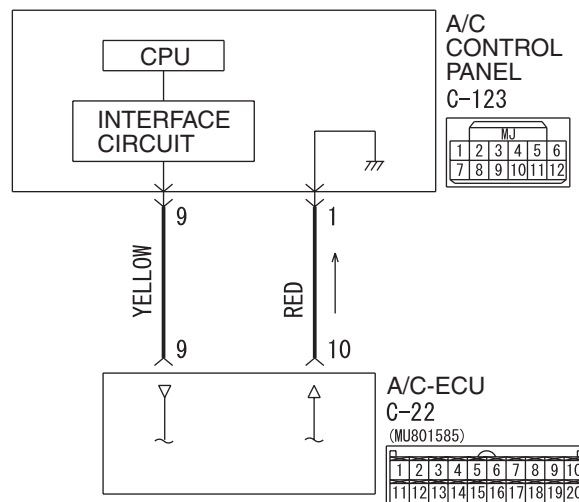 A/C
CONTROL
PANEL
C-123
CPU
INTERFACE
CIRCUIT
MJ
1 2 3 4 5 6
7 8 9 10 11 12
9 1
YELLOW
RED
9 10
A/C-ECU
C-22
(MU801585)
1 2 3 4 5 6 7 8 9 10
11 12 13 14 15 16 17 18 19 20